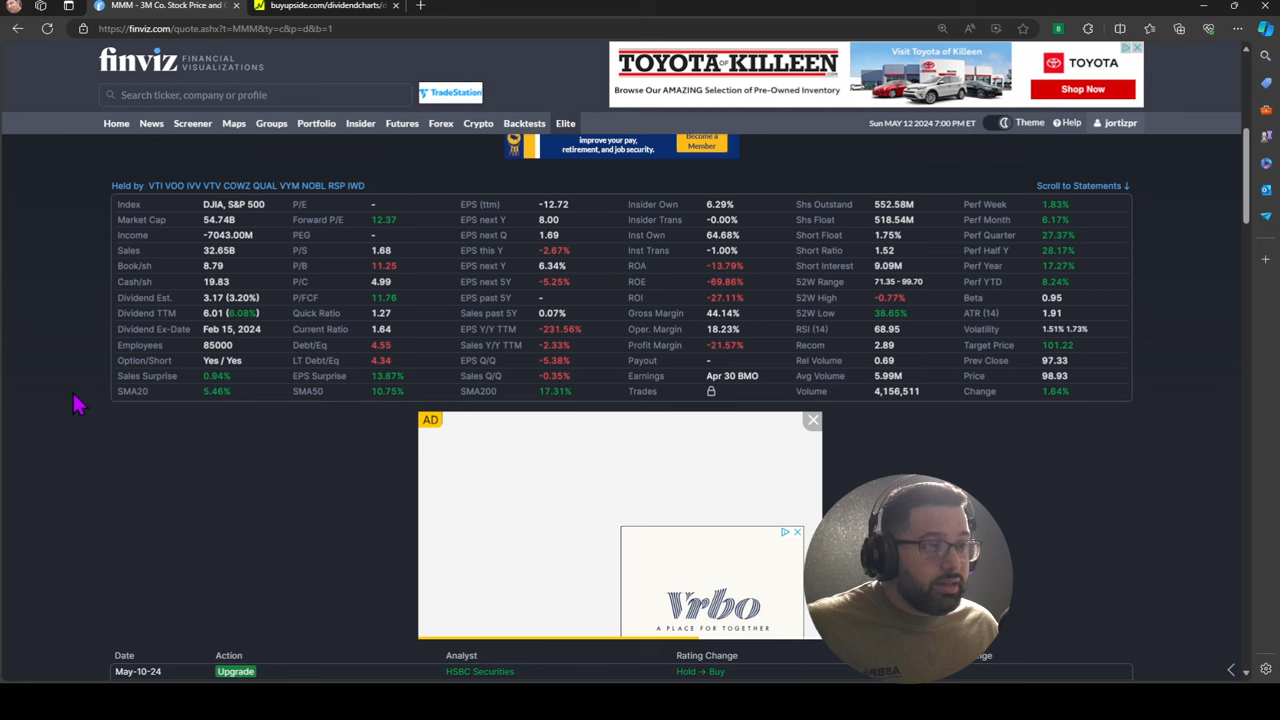 MMM - 3M Co. Stock Price and
buyupside.com/dividendcharts/
https://finviz.com/quote.ashx?t=MMM&ty=c&p=d&b=1
finviz FINANCIAL VISUALIZATIONS
TOYOTA OF KILLEEN
Browse Our AMAZING Selection of Pre-Owned Inventory
Visit Toyota of Killeen
TOYOTA
Shop Now
Search ticker, company or profile
TradeStation
Home News Screener Maps Groups Portfolio Insider Futures Forex Crypto Backtests Elite
Sun MAY 12 2024 7:00 PM ET Theme Help jortizpr
improve your pay,
retirement, and job security.
Become a
Member
Held by VTI VOO IVV VTV COWZ QUAL VYM NOBL RSP IWD
Scroll to Statements ↓
Index DJIA, S&P 500 P/E - EPS (ttm) -12.72 Insider Own 6.29% Shs Outstand 552.58M Perf Week 1.83%
Market Cap 54.74B Forward P/E 12.37 EPS next Y 8.00 Insider Trans -0.00% Shs Float 518.54M Perf Month 6.17%
Income -7043.00M PEG - EPS next Q 1.69 Inst Own 64.68% Short Float 1.75% Perf Quarter 27.37%
Sales 32.65B P/S 1.68 EPS this Y -2.67% Inst Trans -1.00% Short Ratio 1.52 Perf Half Y 28.17%
Book/sh 8.79 P/B 11.25 EPS next Y 6.34% ROA -13.79% Short Interest 9.09M Perf Year 17.27%
Cash/sh 19.83 P/C 4.99 EPS next 5Y -5.25% ROE -69.86% 52W Range 71.35 - 99.70 Perf YTD 8.24%
Dividend Est. 3.17 (3.20%) P/FCF 11.76 EPS past 5Y - ROI -27.11% 52W High -0.77% Beta 0.95
Dividend TTM 6.01 (6.08%) Quick Ratio 1.27 Sales past 5Y 0.07% Gross Margin 44.14% 52W Low 38.65% ATR (14) 1.91
Dividend Ex-Date Feb 15, 2024 Current Ratio 1.64 EPS Y/Y TTM -231.56% Oper. Margin 18.23% RSI (14) 68.95 Volatility 1.51% 1.73%
Employees 85000 Debt/Eq 4.55 Sales Y/Y TTM -2.33% Profit Margin -21.57% Recom 2.89 Target Price 101.22
Option/Short Yes / Yes LT Debt/Eq 4.34 EPS Q/Q -5.38% Payout - Rel Volume 0.69 Prev Close 97.33
Sales Surprise 0.94% EPS Surprise 13.87% Sales Q/Q -0.35% Earnings Apr 30 BMO Avg Volume 5.99M Price 98.93
SMA20 5.46% SMA50 10.75% SMA200 17.31% Trades Volume 4,156,511 Change 1.64%
AD
Vrbo
A PLACE FOR TOGETHER
Date Action Analyst Rating Change
May-10-24 Upgrade HSBC Securities Hold → Buy